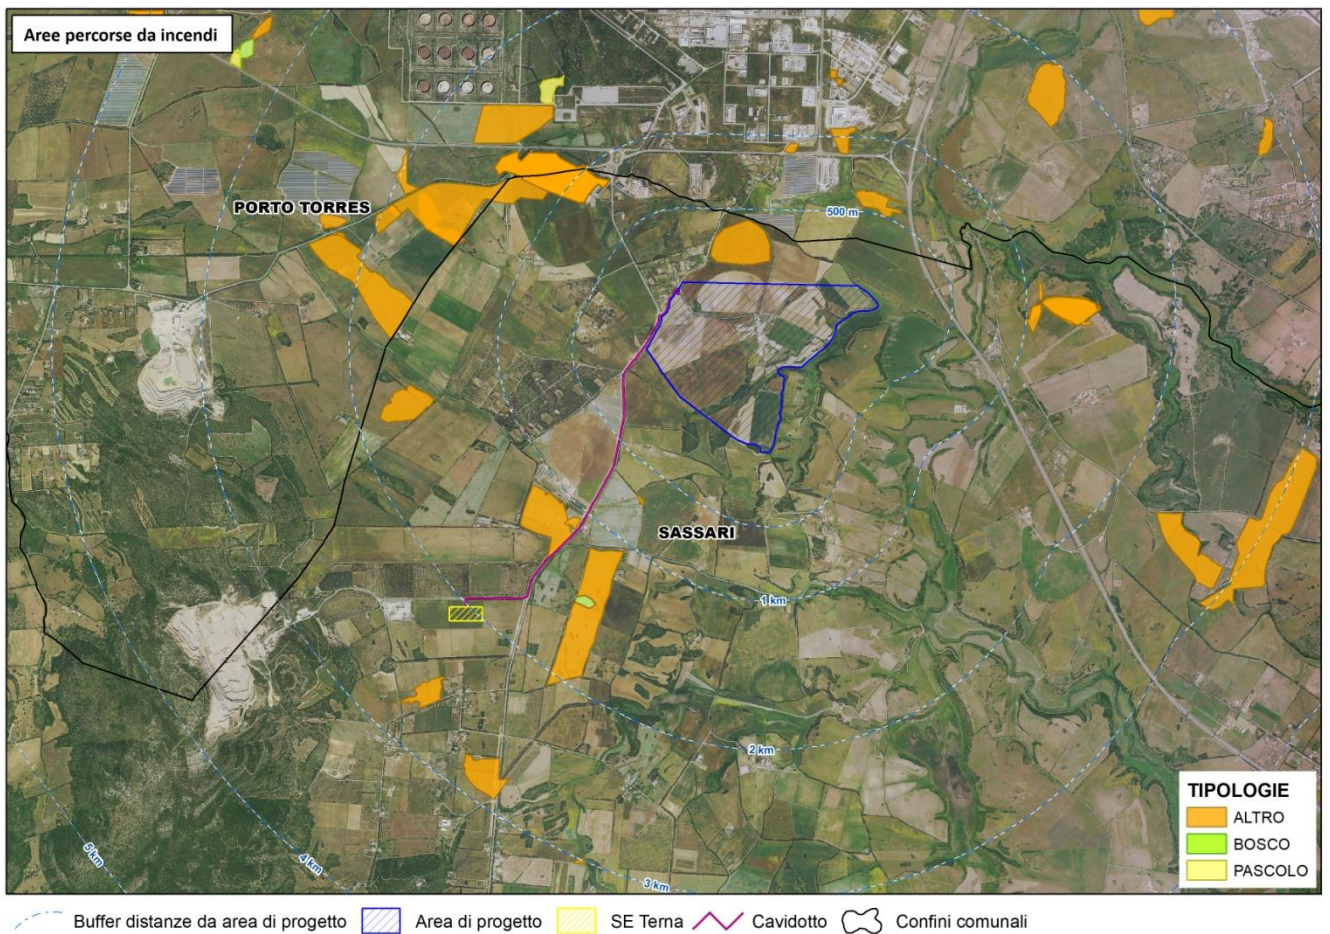 Aree percorse da incendi
PORTO TORRES
500 m
SASSARI
1 km
2 km
3 km
4 km
5 km
TIPOLOGIE
ALTRO
BOSCO
PASCOLO
Buffer distanze da area di progetto
Area di progetto
SE Terna
Cavidotto
Confini comunali